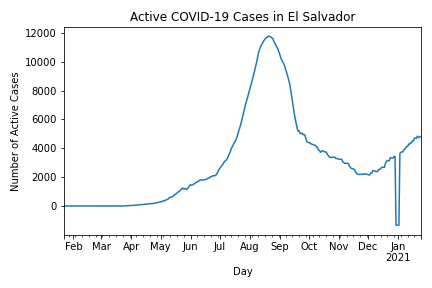 Active COVID-19 Cases in El Salvador
Number of Active Cases
12000
10000
8000
6000
4000
2000
0
Feb Mar Apr May Jun Jul Aug Sep Oct Nov Dec Jan
2021
Day